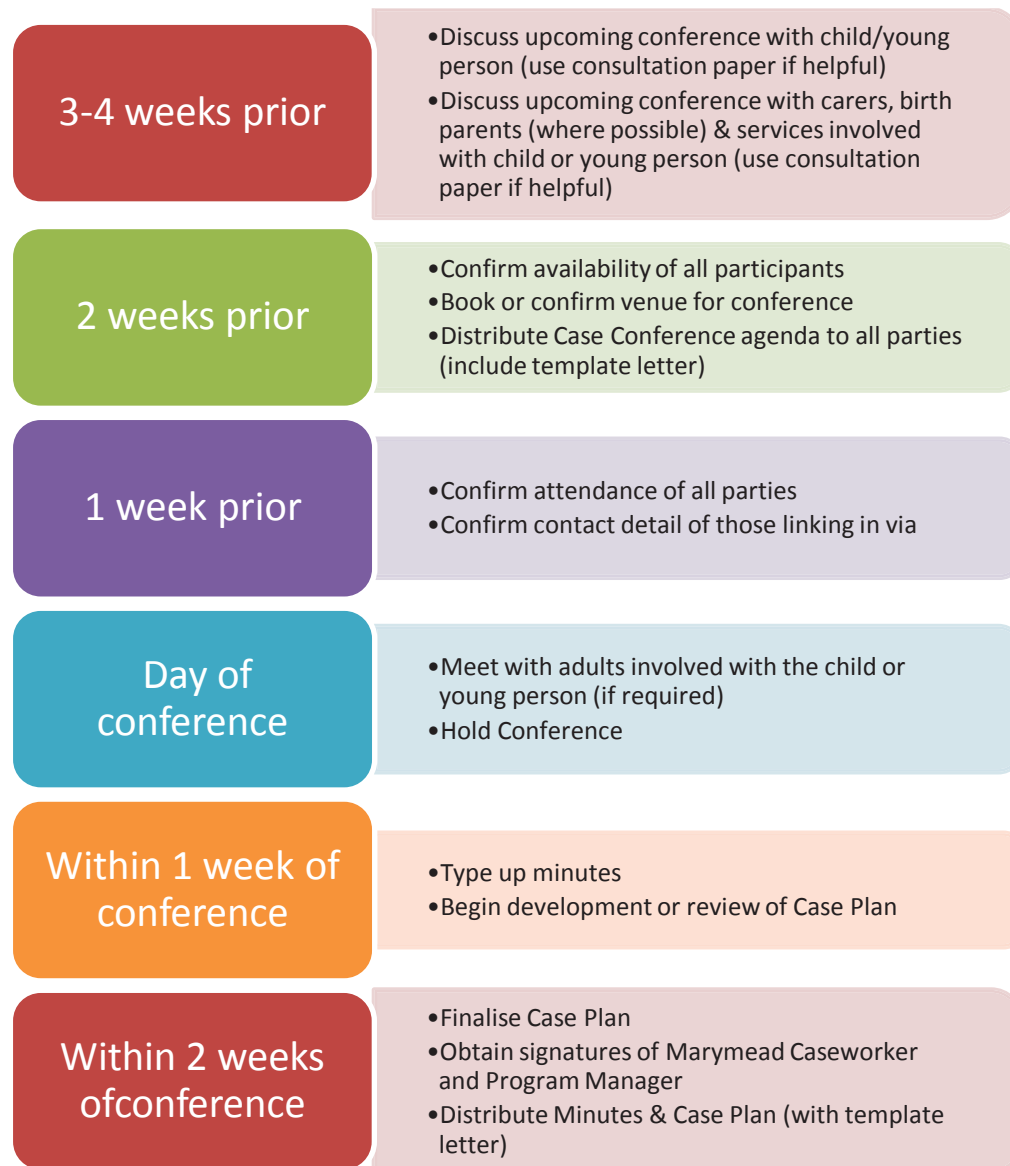 3-4 weeks prior
•Discuss upcoming conference with child/young
person (use consultation paper if helpful)
•Discuss upcoming conference with carers, birth
parents (where possible) & services involved
with child or young person (use consultation
paper if helpful)
2 weeks prior
•Confirm availability of all participants
•Book or confirm venue for conference
•Distribute Case Conference agenda to all parties
(include template letter)
1 week prior
•Confirm attendance of all parties
•Confirm contact detail of those linking in via
Day of
conference
•Meet with adults involved with the child or
young person (if required)
•Hold Conference
Within 1 week of
conference
•Type up minutes
•Begin development or review of Case Plan
Within 2 weeks
ofconference
•Finalise Case Plan
•Obtain signatures of Marymead Caseworker
and Program Manager
•Distribute Minutes & Case Plan (with template
letter)